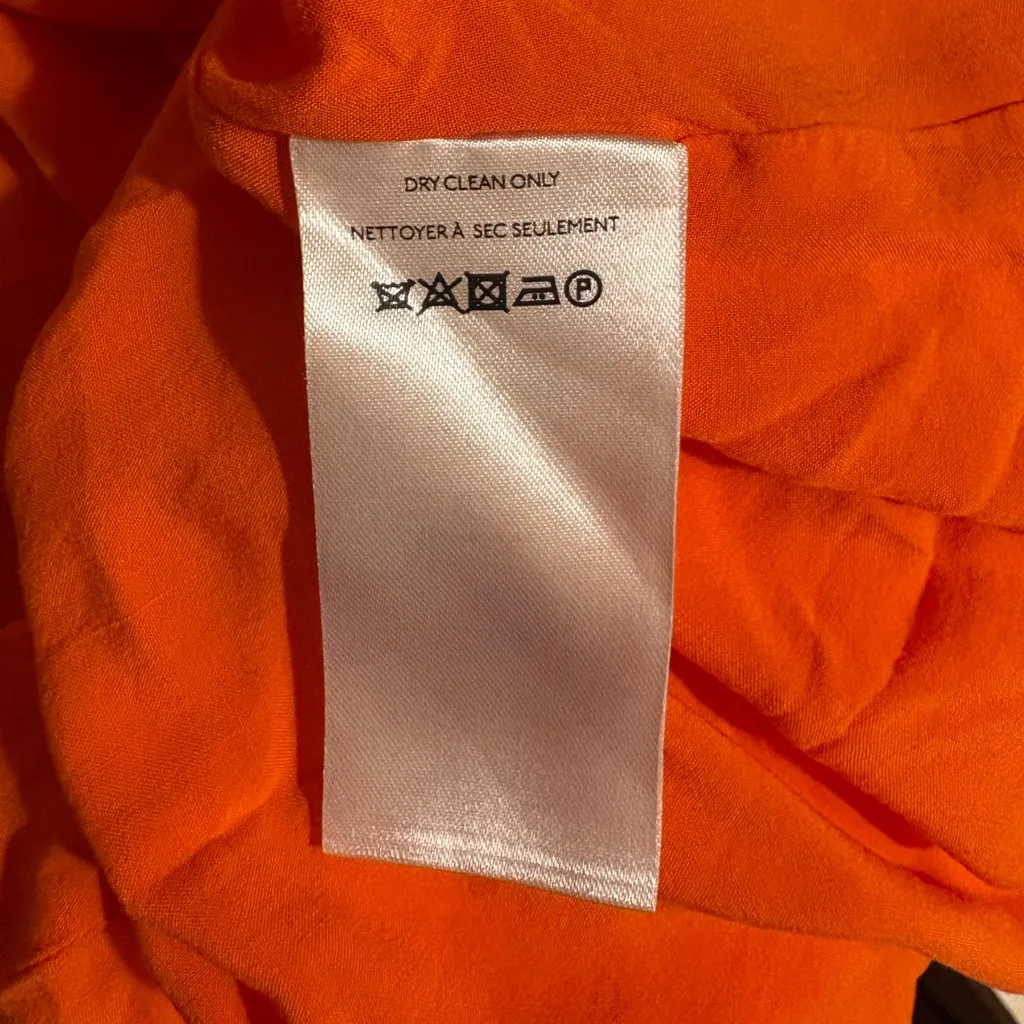 DRY CLEAN ONLY
NETTOYER À SEC SEULEMENT
P